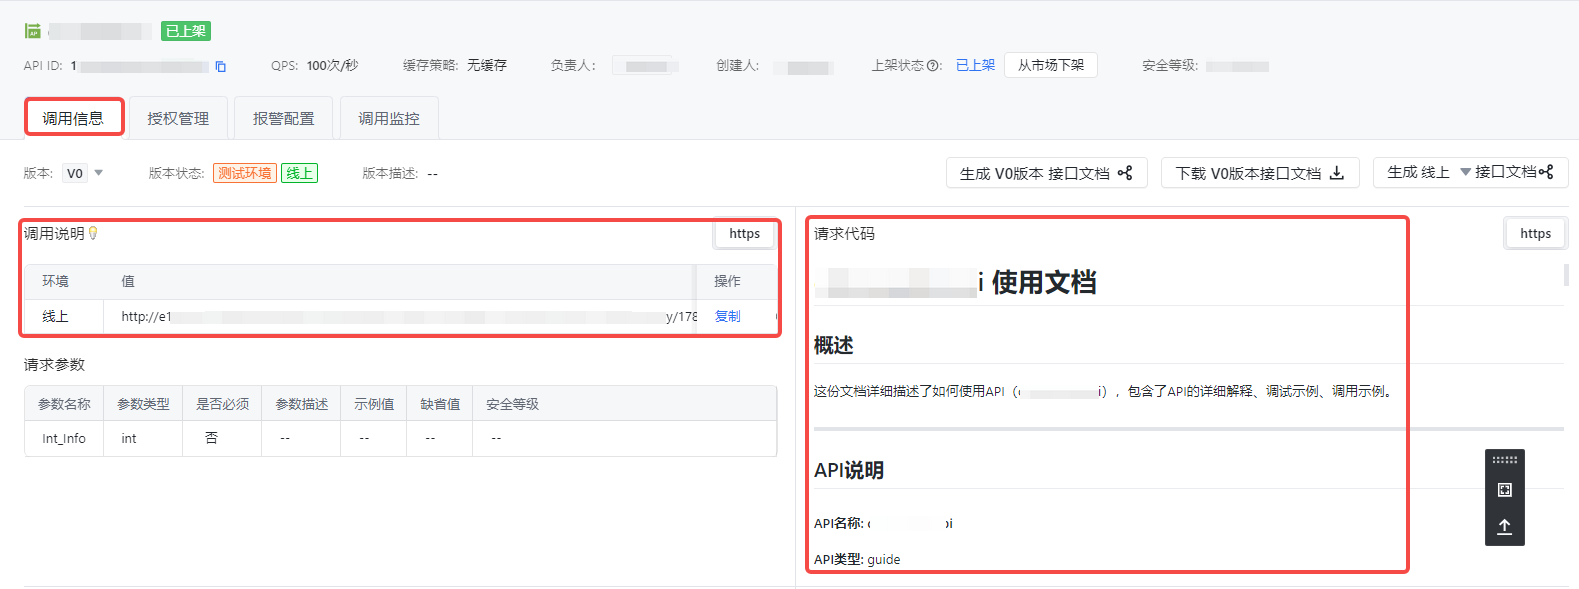 已上架
API ID: 1 QPS: 100次/秒 缓存策略: 无缓存 负责人: 创建人: 上架状态?: 已上架 从市场下架 安全等级:
调用信息 授权管理 报警配置 调用监控
版本: V0 版本状态: 测试环境 线上 版本描述: -- 生成 V0版本 接口文档 下载 V0版本接口文档 生成 线上 接口文档
调用说明 https
环境 值 操作
线上 http://e1 y/178 复制
请求参数
参数名称 参数类型 是否必须 参数描述 示例值 缺省值 安全等级
Int_Info int 否 -- -- -- --
请求代码 https
i 使用文档
概述
这份文档详细描述了如何使用API（ i），包含了API的详细解释、调试示例、调用示例。
API说明
API名称: pi
API类型: guide